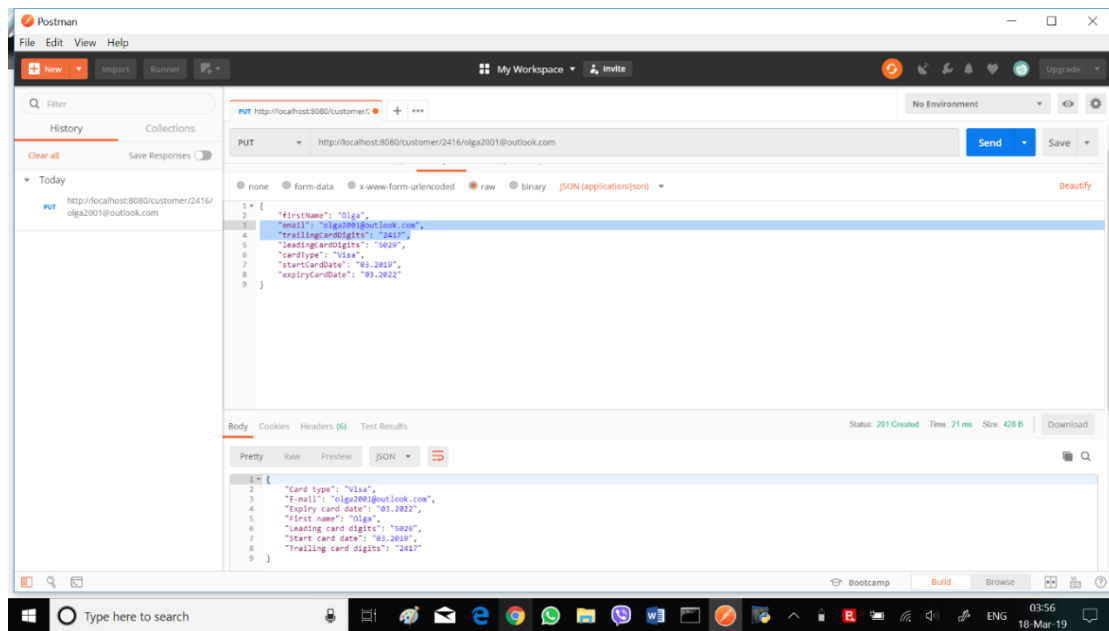 Postman
File Edit View Help
New Import Runner My Workspace Invite Upgrade
Filter
History Collections
Clear all Save Responses
Today
PUT http://localhost:8080/customer/2416/
olga2001@outlook.com
PUT http://localhost:8080/customer/: + ••• No Environment
PUT http://localhost:8080/customer/2416/olga2001@outlook.com Send Save
none form-data x-www-form-urlencoded raw binary JSON (application/json) Beautify
1 {
2 "firstName": "Olga",
3 "email": "olga2001@outlook.com",
4 "trailingCardDigits": "2417",
5 "leadingCardDigits": "5029",
6 "cardType": "Visa",
7 "startCardDate": "03.2019",
8 "expiryCardDate": "03.2022"
9 }
Body Cookies Headers (6) Test Results Status: 201 Created Time: 21 ms Size: 428 B Download
Pretty Raw Preview JSON
1 {
2 "Card type": "Visa",
3 "E-mail": "olga2001@outlook.com",
4 "Expiry card date": "03.2022",
5 "First name": "Olga",
6 "Leading card digits": "5029",
7 "Start card date": "03.2019",
8 "Trailing card digits": "2417"
9 }
Bootcamp Build Browse
Type here to search ENG 03:56
18-Mar-19